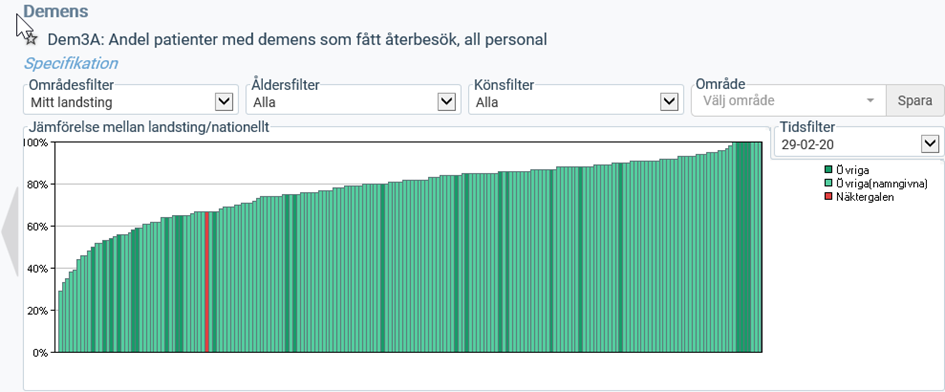 Demens
Dem3A: Andel patienter med demens som fått återbesök, all personal
Specifikation
Områdesfilter
Mitt landsting
Åldersfilter
Alla
Könsfilter
Alla
Område
Välj område
Spara
Jämförelse mellan landsting/nationellt
Tidsfilter
29-02-20
100%
80%
60%
40%
20%
0%
Övriga
Övriga(namngivna)
Näktergalen